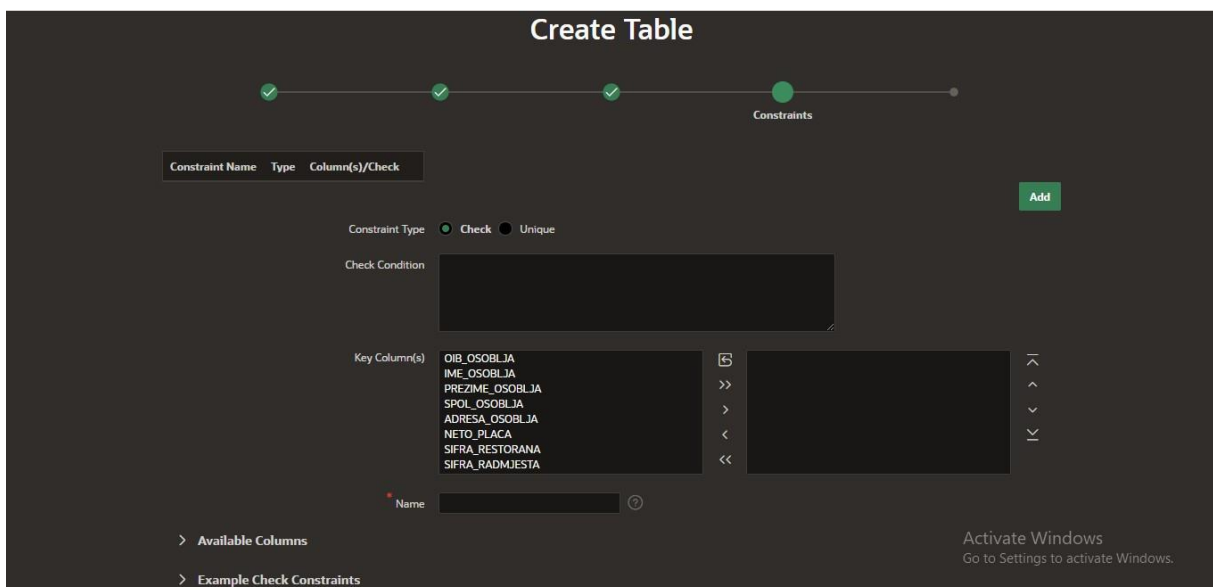 Create Table
Constraints
Constraint Name Type Column(s)/Check
Add
Constraint Type Check Unique
Check Condition
Key Column(s)
OIB_OSOBLJA
IME_OSOBLJA
PREZIME_OSOBLJA
SPOL_OSOBLJA
ADRESA_OSOBLJA
NETO_PLACA
SIFRA_RESTORANA
SIFRA_RADMJESTA
* Name
Available Columns
Activate Windows
Go to Settings to activate Windows.
Example Check Constraints